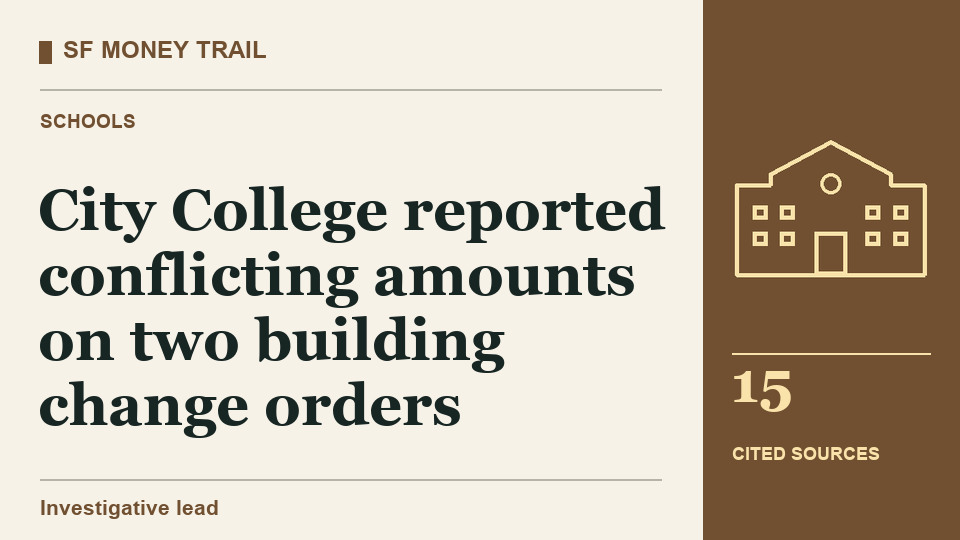 SF MONEY TRAIL
SCHOOLS
City College reported
conflicting amounts
on two building
change orders
Investigative lead
15
CITED SOURCES